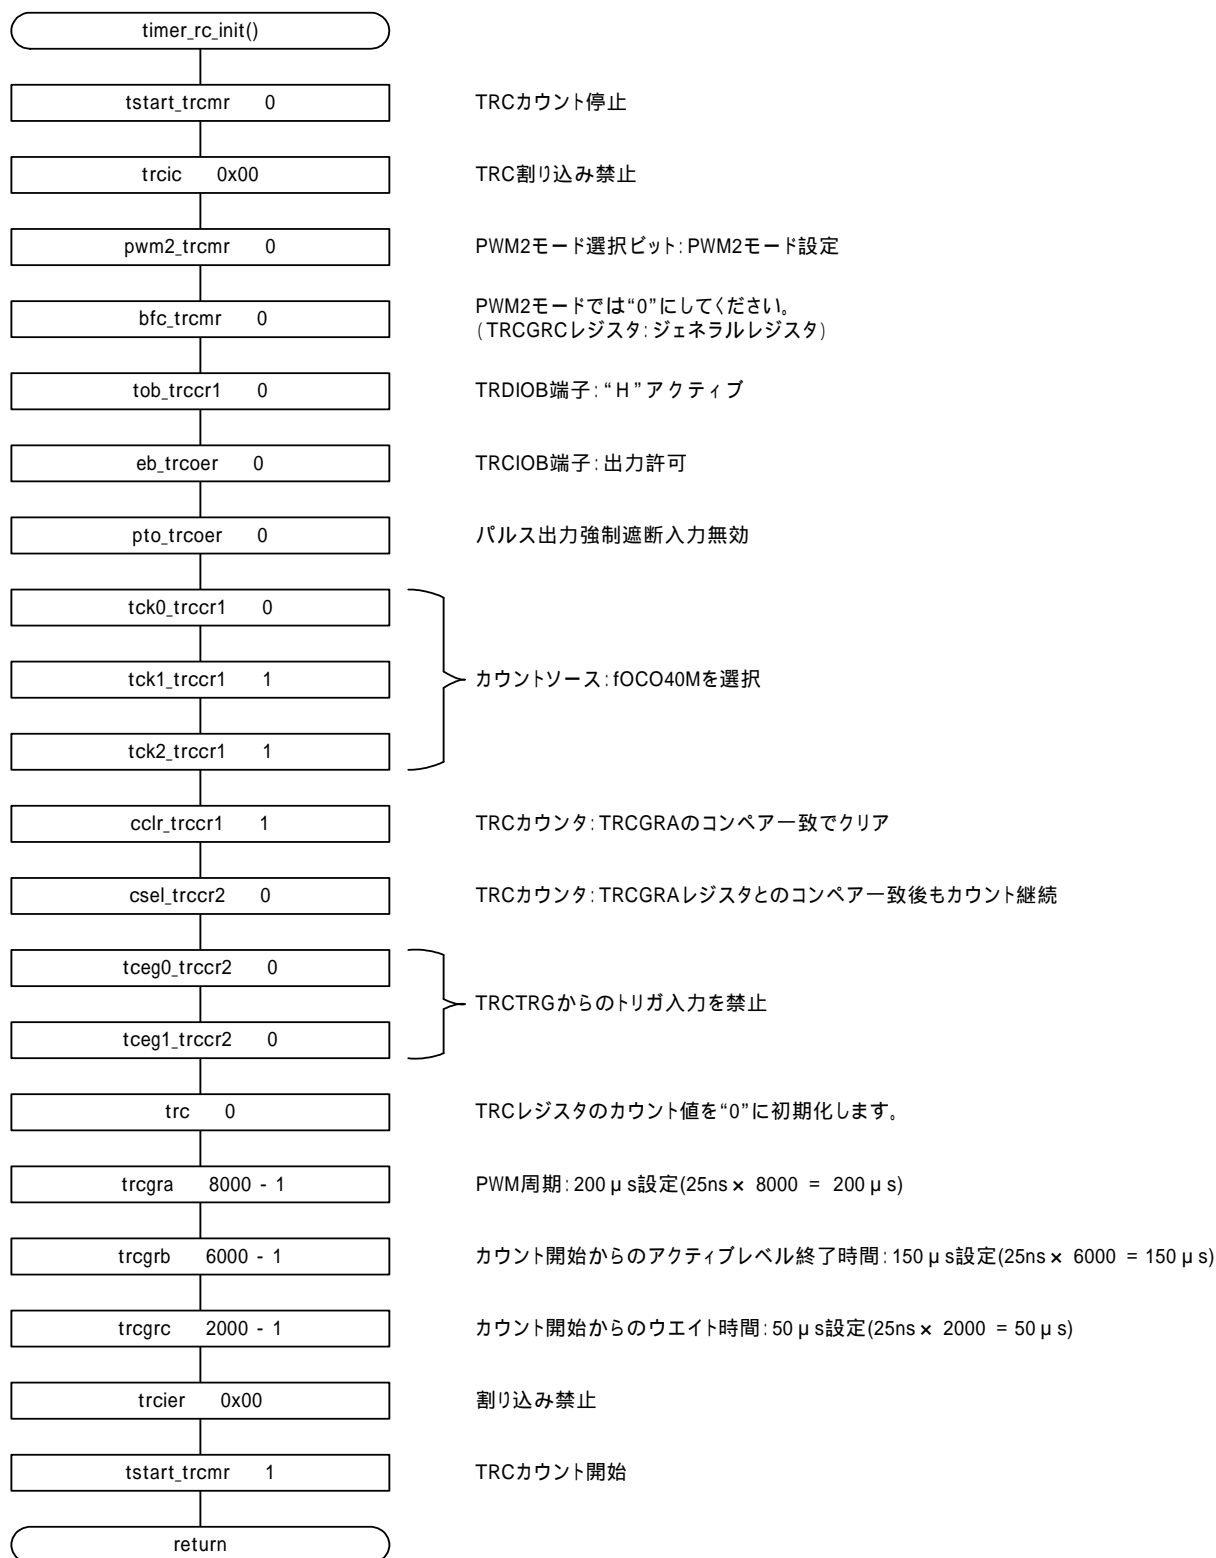 timer_rc_init()
tstart_trcmr 0 TRCカウント停止
trcic 0x00 TRC割り込み禁止
pwm2_trcmr 0 PWM2モード選択ビット:PWM2モード設定
bfc_trcmr 0 PWM2モードでは“0”にしてください。
(TRCGRCレジスタ:ジェネラルレジスタ)
tob_trccr1 0 TRDIOB端子:“H”アクティブ
eb_trcoer 0 TRCIOB端子:出力許可
pto_trcoer 0 パルス出力強制遮断入力無効
tck0_trccr1 0
tck1_trccr1 1 カウントソース:fOCO40Mを選択
tck2_trccr1 1
cclr_trccr1 1 TRCカウンタ:TRCGRAのコンペア一致でクリア
csel_trccr2 0 TRCカウンタ:TRCGRAレジスタとのコンペア一致後もカウント継続
tceg0_trccr2 0
TRCTRGからのトリガ入力を禁止
tceg1_trccr2 0
trc 0 TRCレジスタのカウント値を“0”に初期化します。
trcgra 8000 - 1 PWM周期:200μs設定(25ns× 8000 = 200μs)
trcgrb 6000 - 1 カウント開始からのアクティブレベル終了時間:150μs設定(25ns× 6000 = 150μs)
trcgrc 2000 - 1 カウント開始からのウエイト時間:50μs設定(25ns× 2000 = 50μs)
trcier 0x00 割り込み禁止
tstart_trcmr 1 TRCカウント開始
return